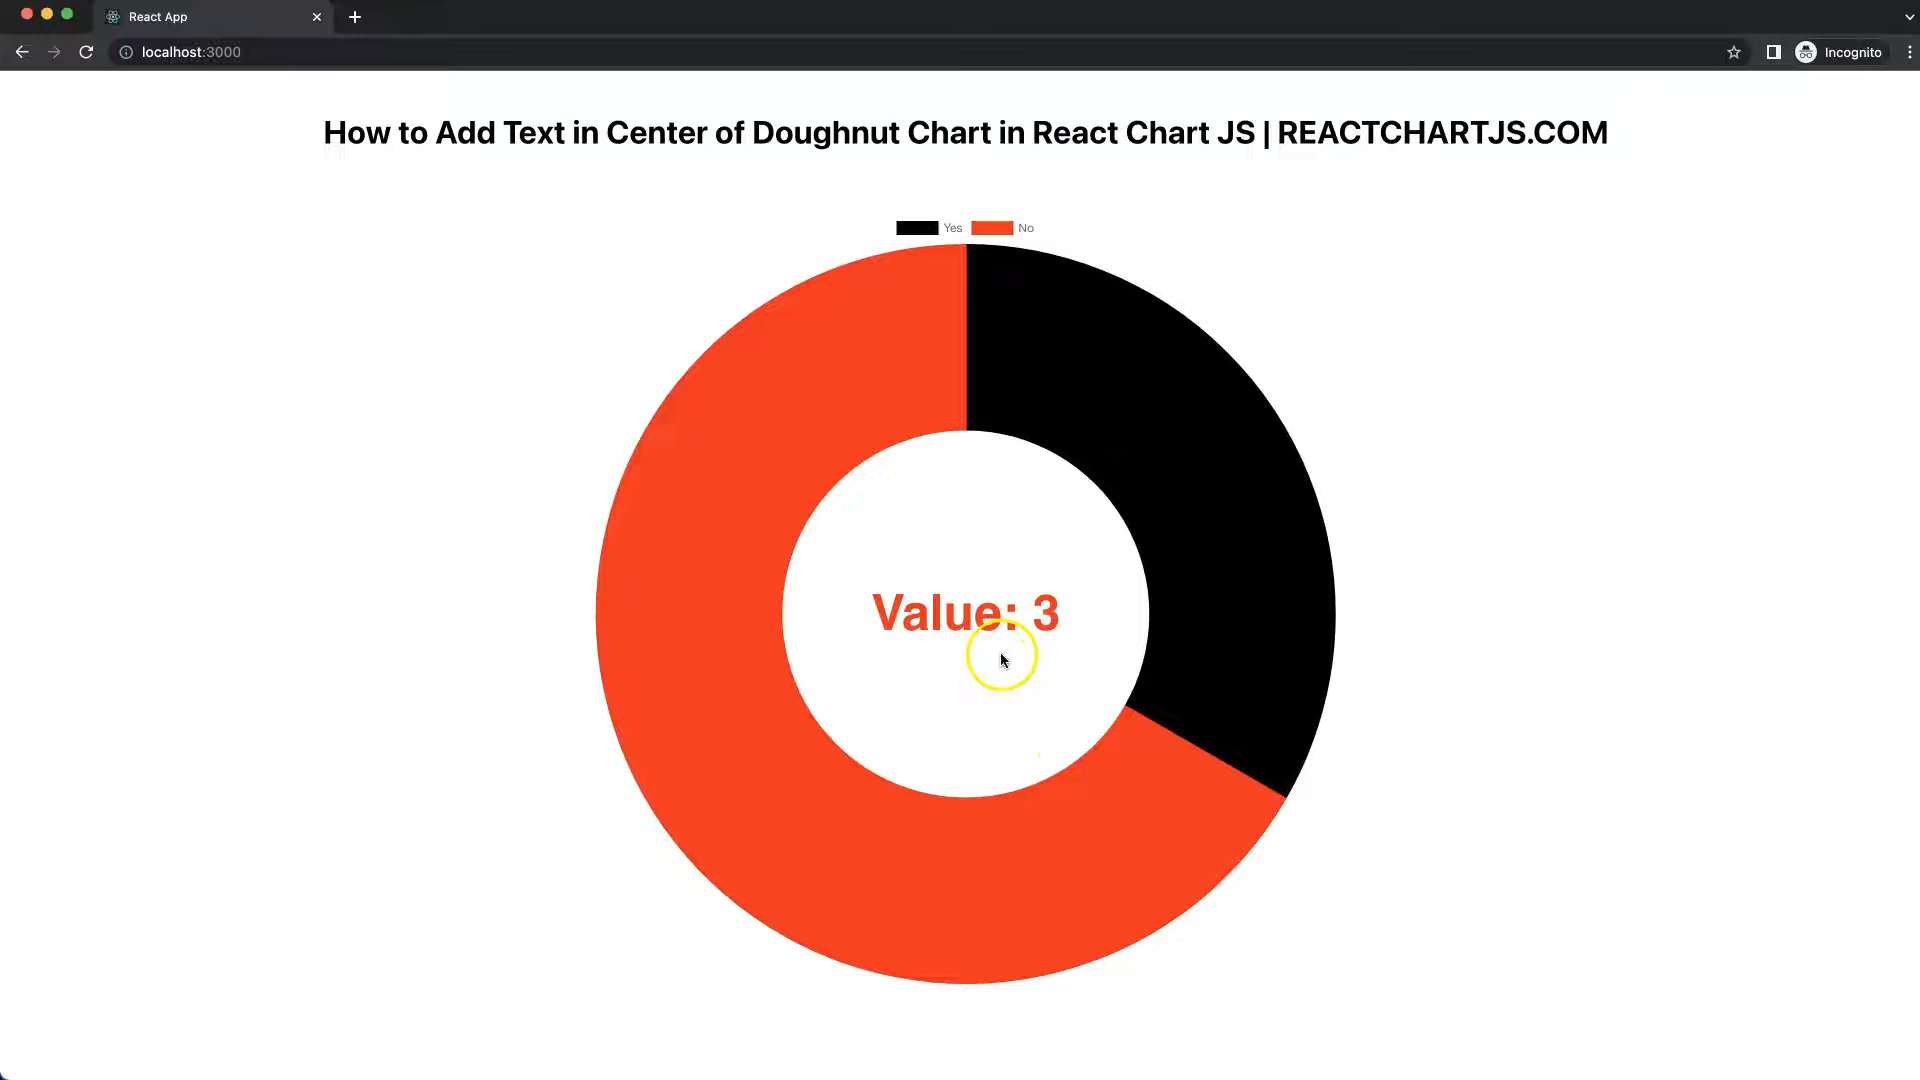 React App
localhost:3000
Incognito
How to Add Text in Center of Doughnut Chart in React Chart JS | REACTCHARTJS.COM
Yes No
Value: 3